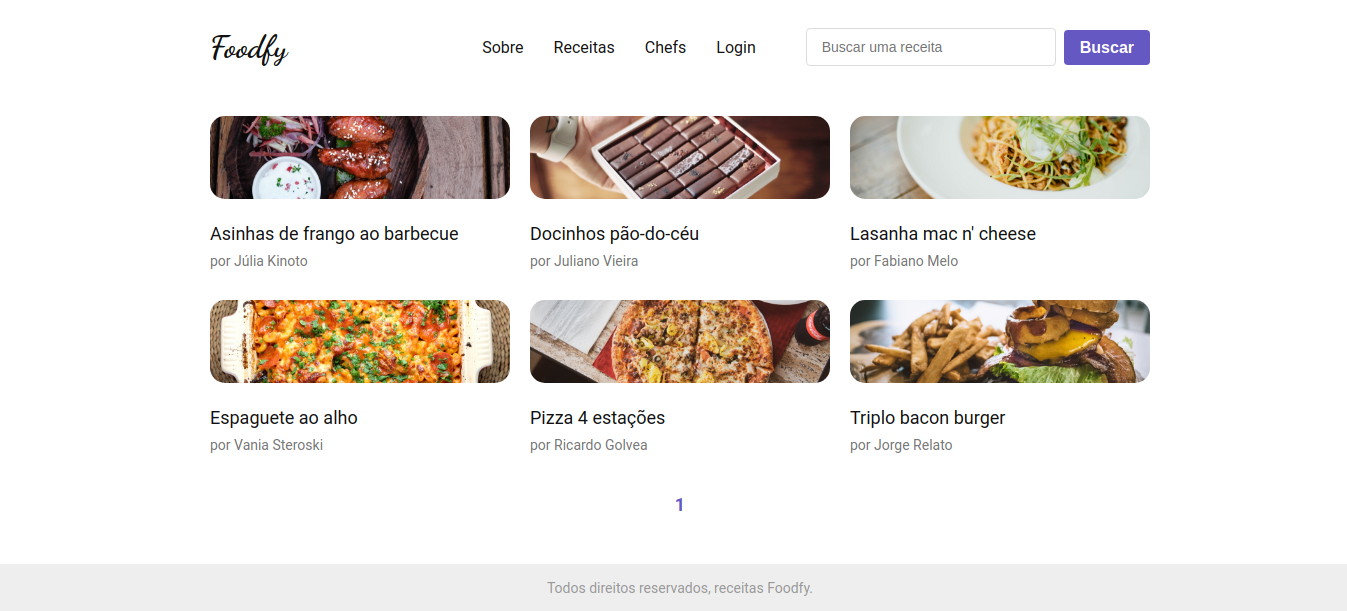 Foodfy
Sobre Receitas Chefs Login Buscar uma receita Buscar
Asinhas de frango ao barbecue
por Júlia Kinoto
Docinhos pão-do-céu
por Juliano Vieira
Lasanha mac n' cheese
por Fabiano Melo
Espaguete ao alho
por Vania Steroski
Pizza 4 estações
por Ricardo Golvea
Triplo bacon burger
por Jorge Relato
1
Todos direitos reservados, receitas Foodfy.